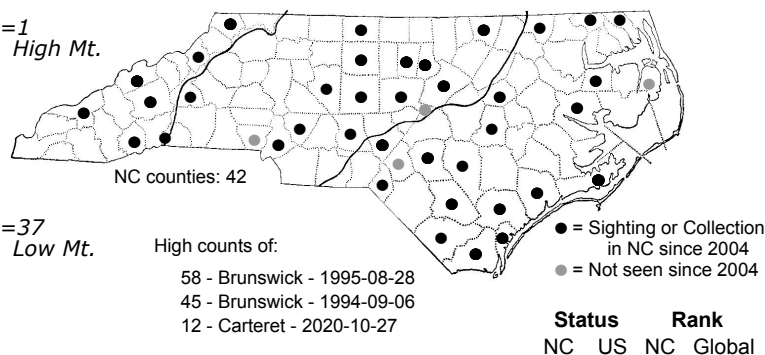 =1
High Mt.
NC counties: 42
=37
Low Mt.
High counts of:
58 - Brunswick - 1995-08-28
45 - Brunswick - 1994-09-06
12 - Carteret - 2020-10-27
● = Sighting or Collection
in NC since 2004
● = Not seen since 2004
Status Rank
NC US NC Global